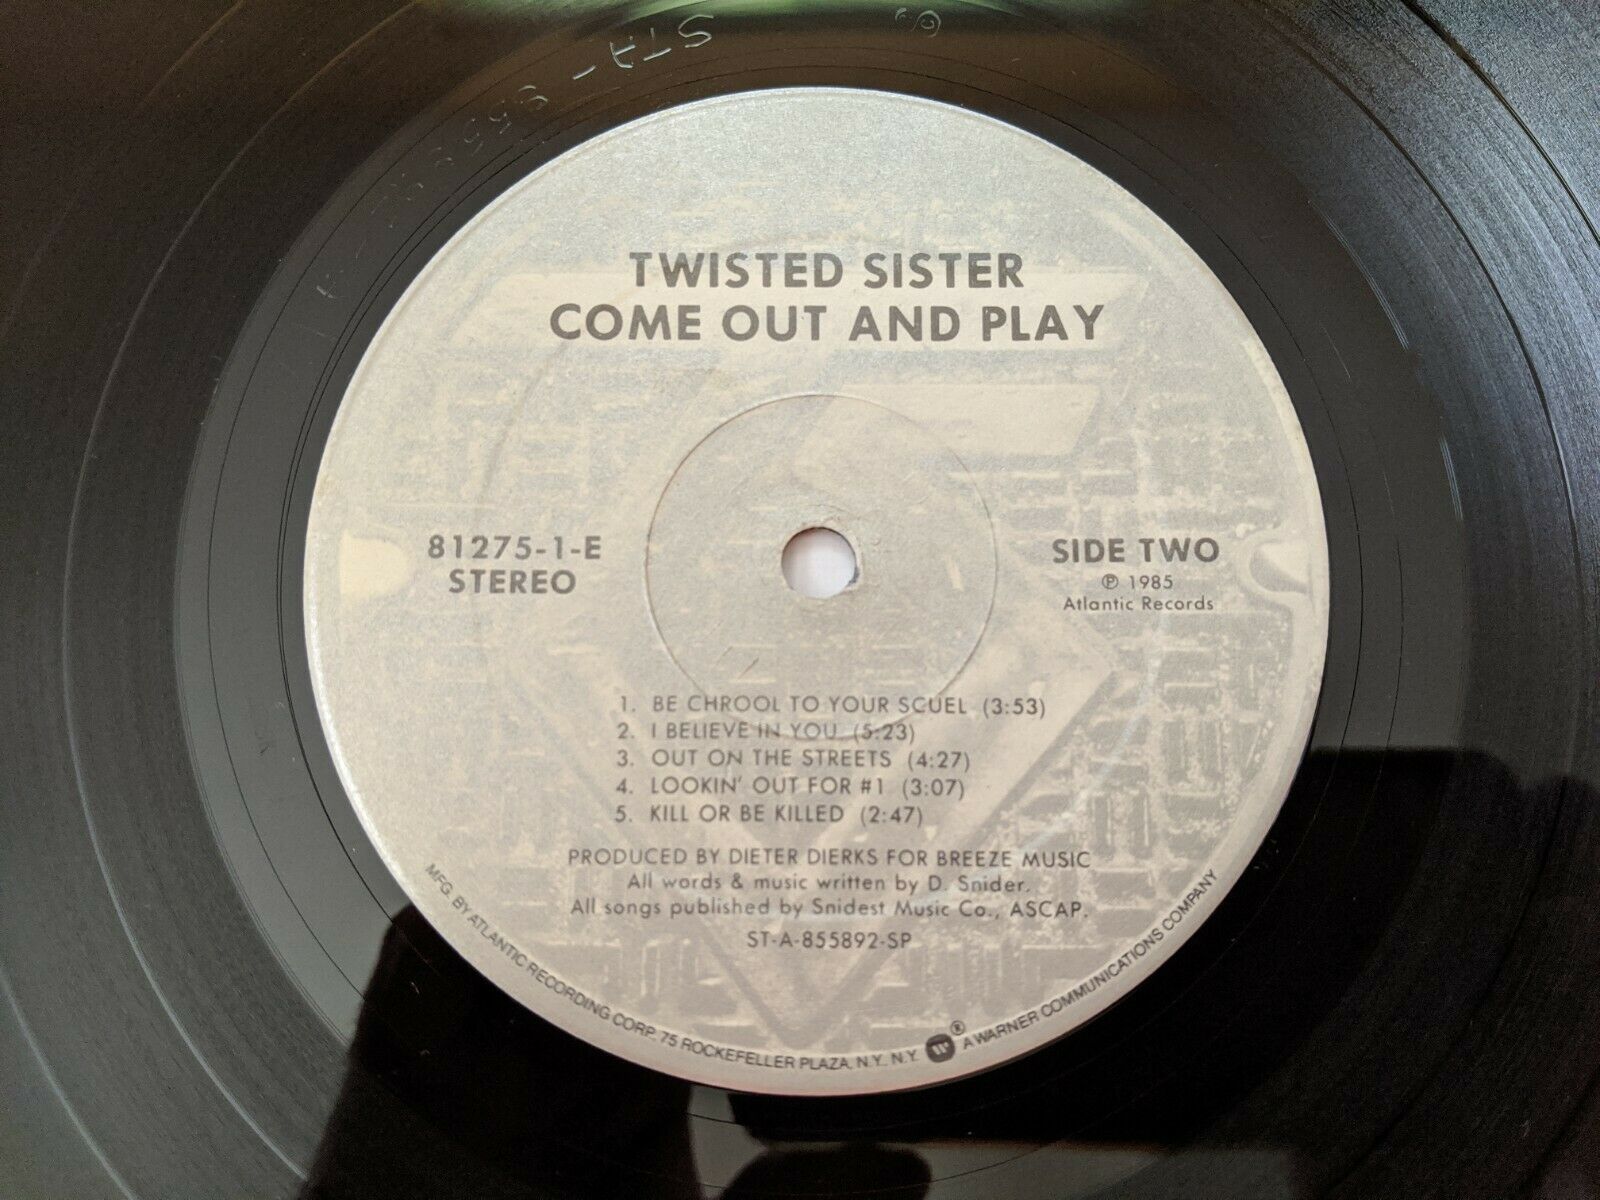 STA-855892
TWISTED SISTER
COME OUT AND PLAY
81275-1-E
STEREO
SIDE TWO
℗ 1985
Atlantic Records
1. BE CHROOL TO YOUR SCUEL (3:53)
2. I BELIEVE IN YOU (5:23)
3. OUT ON THE STREETS (4:27)
4. LOOKIN' OUT FOR #1 (3:07)
5. KILL OR BE KILLED (2:47)
PRODUCED BY DIETER DIERKS FOR BREEZE MUSIC
All words & music written by D. Snider.
All songs published by Snidest Music Co., ASCAP.
ST-A-855892-SP
MFG. BY ATLANTIC RECORDING CORP. 75 ROCKEFELLER PLAZA, N.Y. N.Y. ® A WARNER COMMUNICATIONS COMPANY